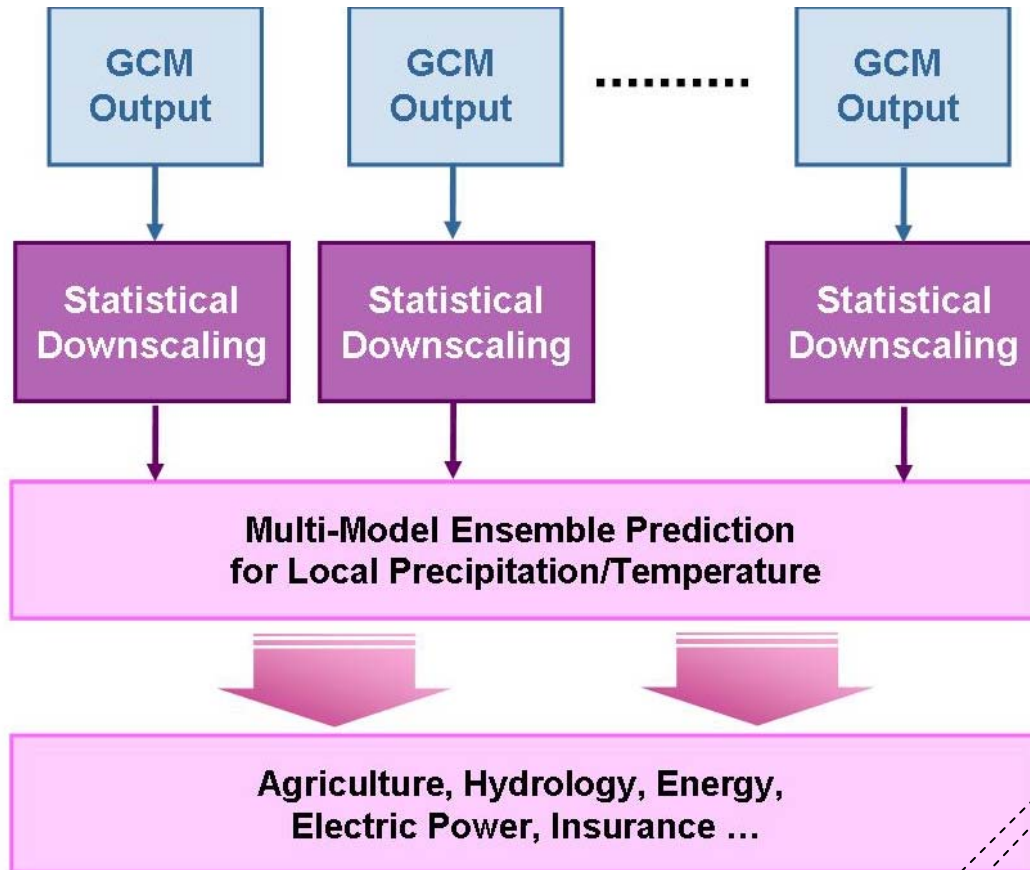 GCM
Output
GCM
Output
..........
GCM
Output
Statistical
Downscaling
Statistical
Downscaling
Statistical
Downscaling
Multi-Model Ensemble Prediction
for Local Precipitation/Temperature
Agriculture, Hydrology, Energy,
Electric Power, Insurance ...